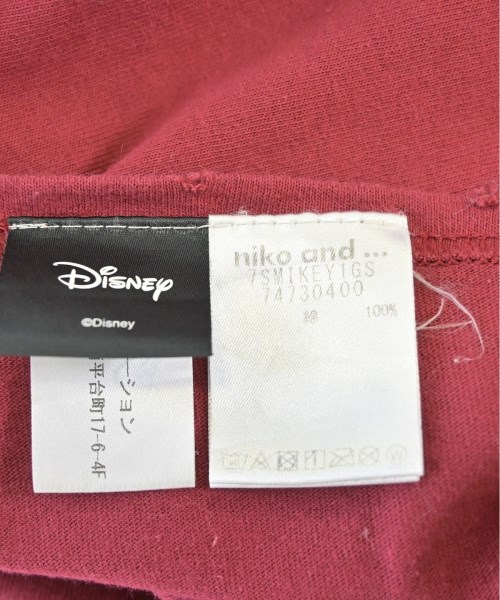 Disney
©Disney
ーション
平台町17-6-4F
niko and ...
7SMIKEY1GS
74730400
綿 100%